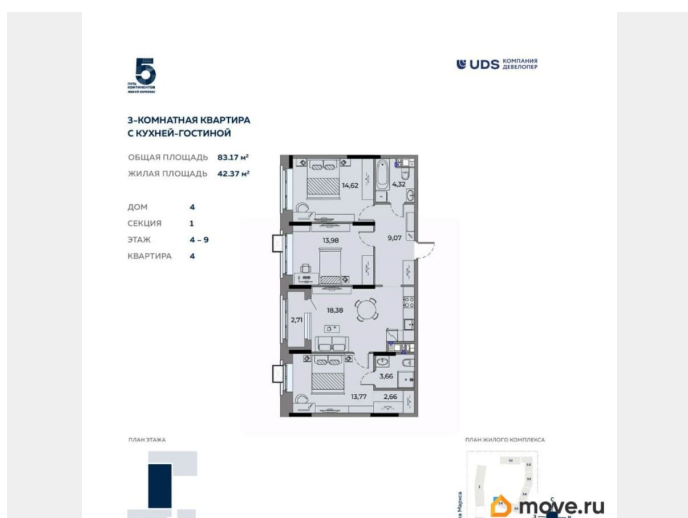 5
КОНТИНЕНТОВ
UDS КОМПАНИЯ
ДЕВЕЛОПЕР
3-КОМНАТНАЯ КВАРТИРА
С КУХНЕЙ-ГОСТИНОЙ
ОБЩАЯ ПЛОЩАДЬ 83.17 м²
ЖИЛАЯ ПЛОЩАДЬ 42.37 м²
ДОМ 4
СЕКЦИЯ 1
ЭТАЖ 4 – 9
КВАРТИРА 4
14,62
4,32
13,98
9,07
2,71
18,38
3,66
13,77
2,66
ПЛАН ЭТАЖА
ПЛАН ЖИЛОГО КОМПЛЕКСА
С
move.ru